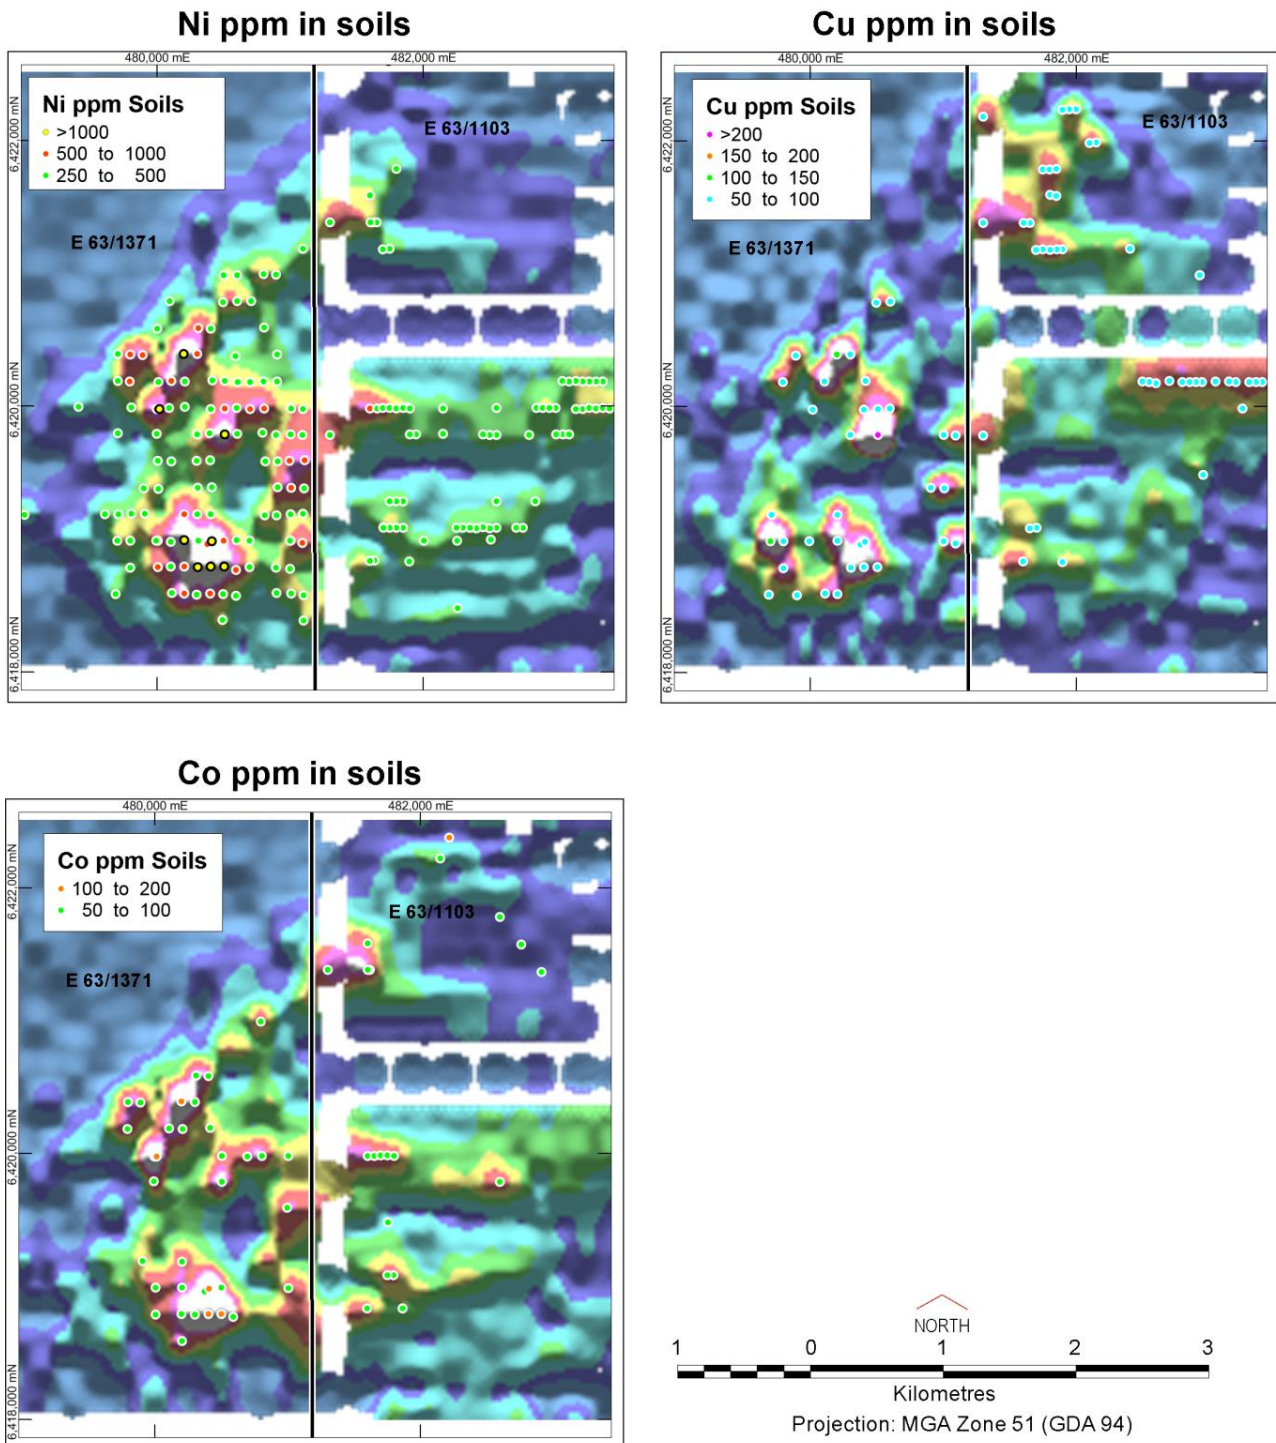 Ni ppm in soils
480,000 mE
482,000 mE
6,422,000 mN
6,420,000 mN
6,418,000 mN
Ni ppm Soils
>1000
500 to 1000
250 to 500
E 63/1103
E 63/1371
Cu ppm in soils
480,000 mE
482,000 mE
6,422,000 mN
6,420,000 mN
6,418,000 mN
Cu ppm Soils
>200
150 to 200
100 to 150
50 to 100
E 63/1103
E 63/1371
Co ppm in soils
480,000 mE
482,000 mE
6,422,000 mN
6,420,000 mN
6,418,000 mN
Co ppm Soils
100 to 200
50 to 100
E 63/1103
E 63/1371
NORTH
1 0 1 2 3
Kilometres
Projection: MGA Zone 51 (GDA 94)